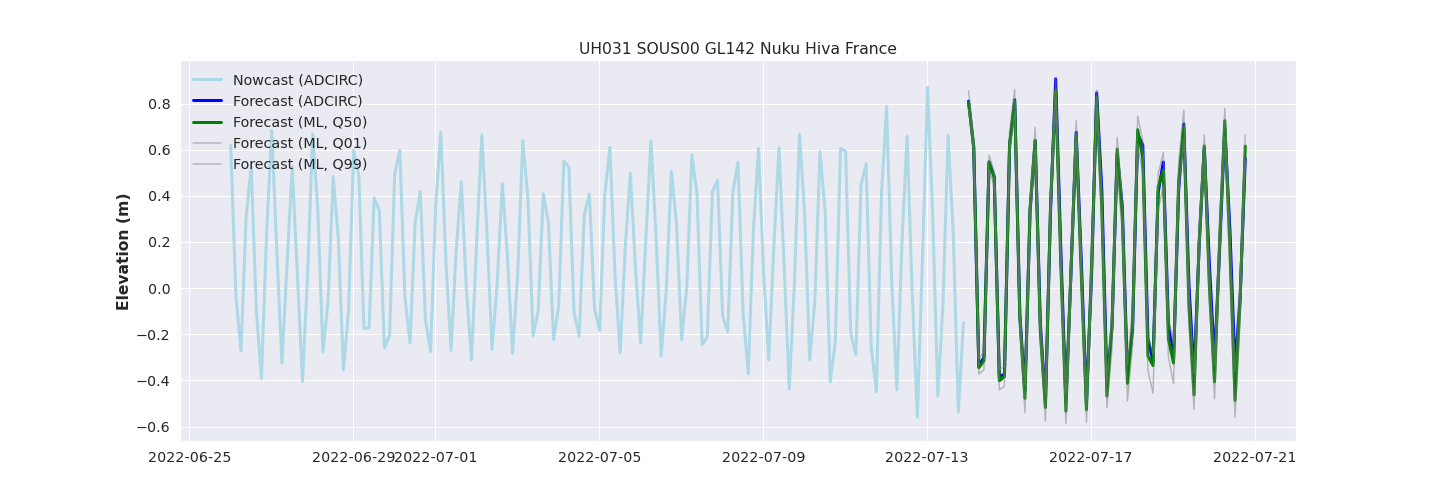 UH031 SOUS00 GL142 Nuku Hiva France
Nowcast (ADCIRC)
Forecast (ADCIRC)
Forecast (ML, Q50)
Forecast (ML, Q01)
Forecast (ML, Q99)
Elevation (m)
0.8
0.6
0.4
0.2
0.0
−0.2
−0.4
−0.6
2022-06-25 2022-06-29 2022-07-01 2022-07-05 2022-07-09 2022-07-13 2022-07-17 2022-07-21